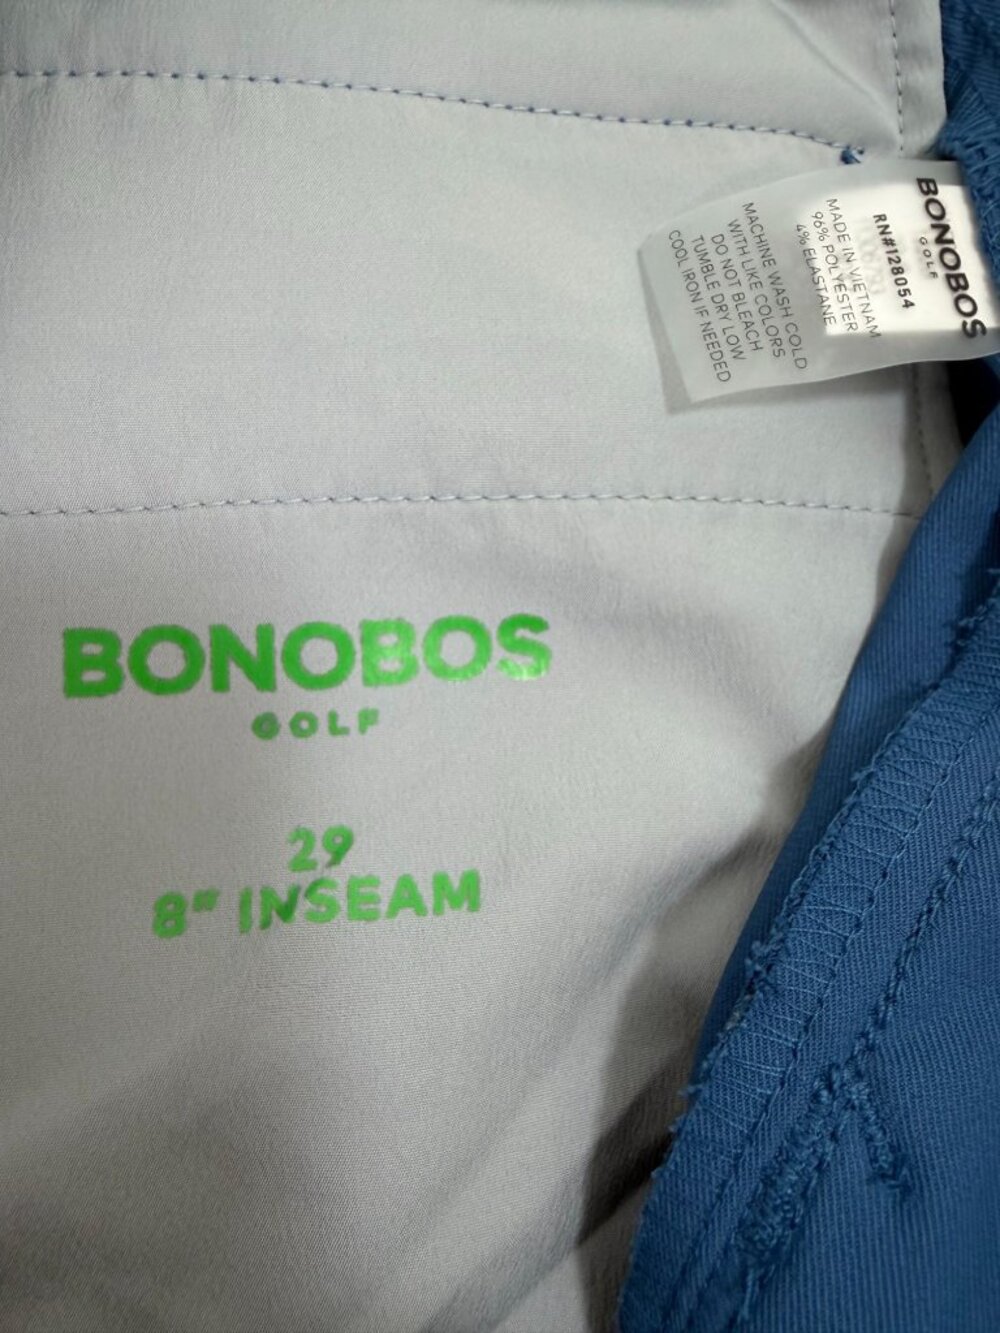 BONOBOS
GOLF
RN#128054
MADE IN VIETNAM
96% POLYESTER
4% ELASTANE
MACHINE WASH COLD
WITH LIKE COLORS
DO NOT BLEACH
TUMBLE DRY LOW
COOL IRON IF NEEDED
BONOBOS
GOLF
29
8" INSEAM